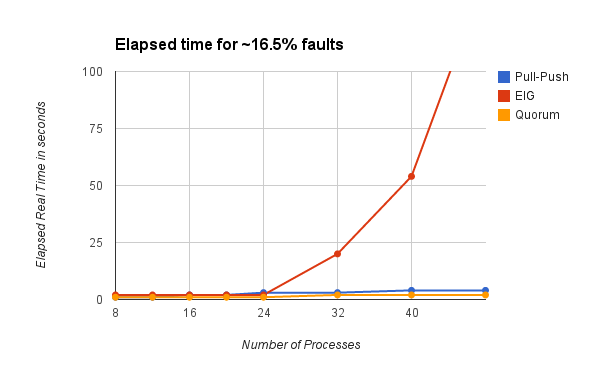 Elapsed time for ~16.5% faults
Elapsed Real Time in seconds
100
75
50
25
0
8 16 24 32 40
Number of Processes
Pull-Push
EIG
Quorum